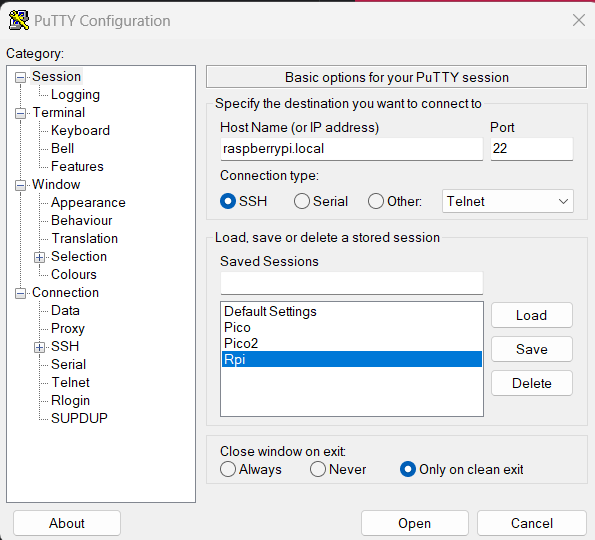 PuTTY Configuration
Category:
Session
Logging
Terminal
Keyboard
Bell
Features
Window
Appearance
Behaviour
Translation
Selection
Colours
Connection
Data
Proxy
SSH
Serial
Telnet
Rlogin
SUPDUP
Basic options for your PuTTY session
Specify the destination you want to connect to
Host Name (or IP address) Port
raspberrypi.local 22
Connection type:
SSH Serial Other: Telnet
Load, save or delete a stored session
Saved Sessions
Default Settings
Pico
Pico2
Rpi
Load
Save
Delete
Close window on exit:
Always Never Only on clean exit
About Open Cancel